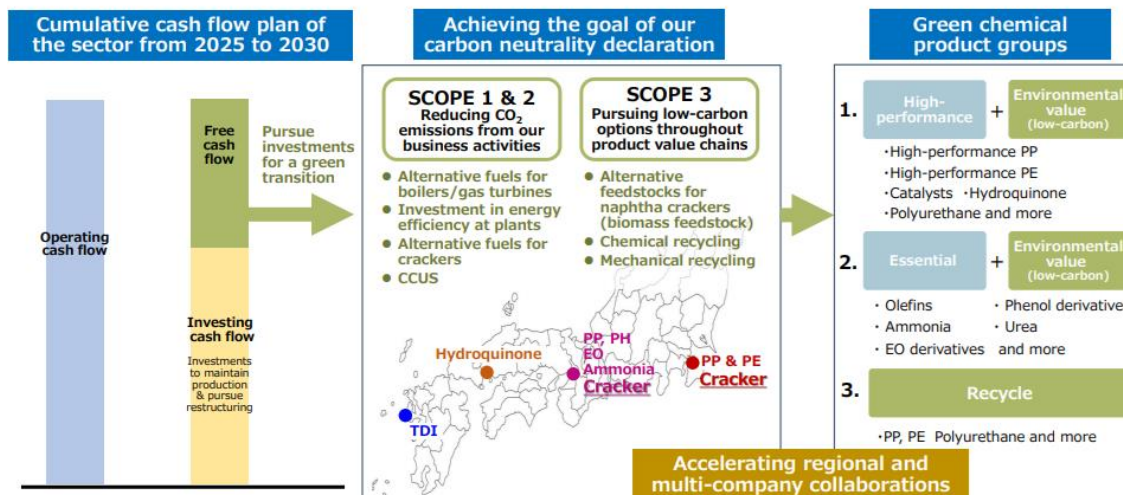 Cumulative cash flow plan of
the sector from 2025 to 2030
Operating cash flow
Free
cash
flow
Investing
cash flow
Investments
to maintain
production
& pursue
restructuring
Pursue
investments
for a green
transition
Achieving the goal of our
carbon neutrality declaration
SCOPE 1 & 2
Reducing CO2
emissions from our
business activities
● Alternative fuels for
boilers/gas turbines
● Investment in energy
efficiency at plants
● Alternative fuels for
crackers
● CCUS
SCOPE 3
Pursuing low-carbon
options throughout
product value chains
● Alternative
feedstocks for
naphtha crackers
(biomass feedstock)
● Chemical recycling
● Mechanical recycling
Hydroquinone
PP, PH
EO
Ammonia
Cracker
PP & PE
Cracker
TDI
Accelerating regional and
multi-company collaborations
Green chemical
product groups
1.
High-
performance
+
Environmental
value
(low-carbon)
・High-performance PP
・High-performance PE
・Catalysts ・Hydroquinone
・Polyurethane and more
2.
Essential
+
Environmental
value
(low-carbon)
・ Olefins ・ Phenol derivative
・ Ammonia ・ Urea
・ EO derivatives and more
3.
Recycle
・PP, PE Polyurethane and more